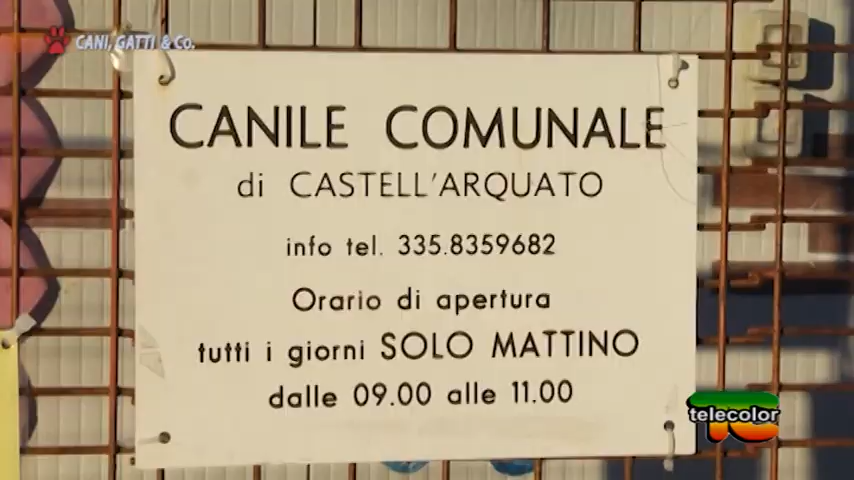 CANI, GATTI & Co.
CANILE COMUNALE
di CASTELL'ARQUATO
info tel. 335.8359682
Orario di apertura
tutti i giorni SOLO MATTINO
dalle 09.00 alle 11.00
telecolor